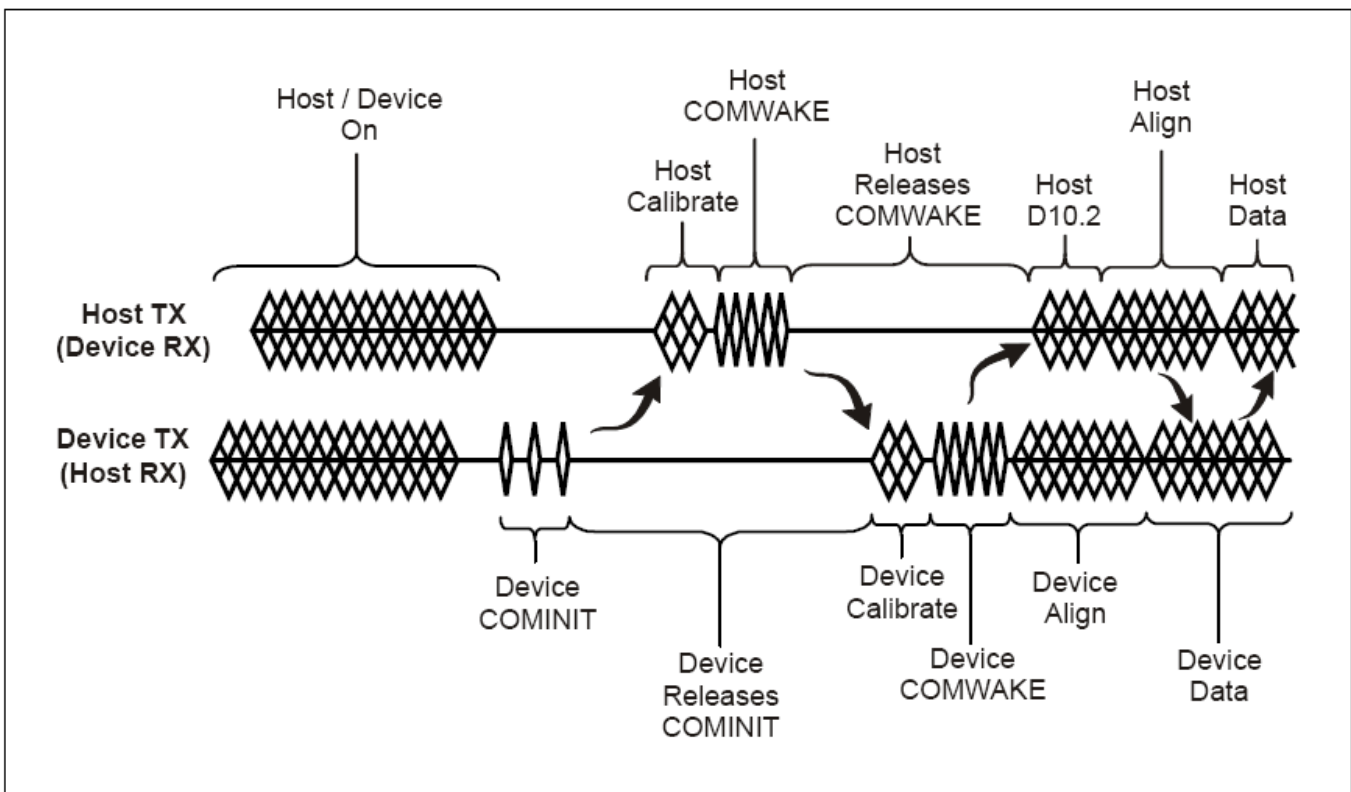 Host / Device
On
Host
COMWAKE
Host
Calibrate
Host
Releases
COMWAKE
Host
D10.2
Host
Align
Host
Data
Host TX
(Device RX)
Device TX
(Host RX)
Device
COMINIT
Device
Releases
COMINIT
Device
Calibrate
Device
COMWAKE
Device
Align
Device
Data